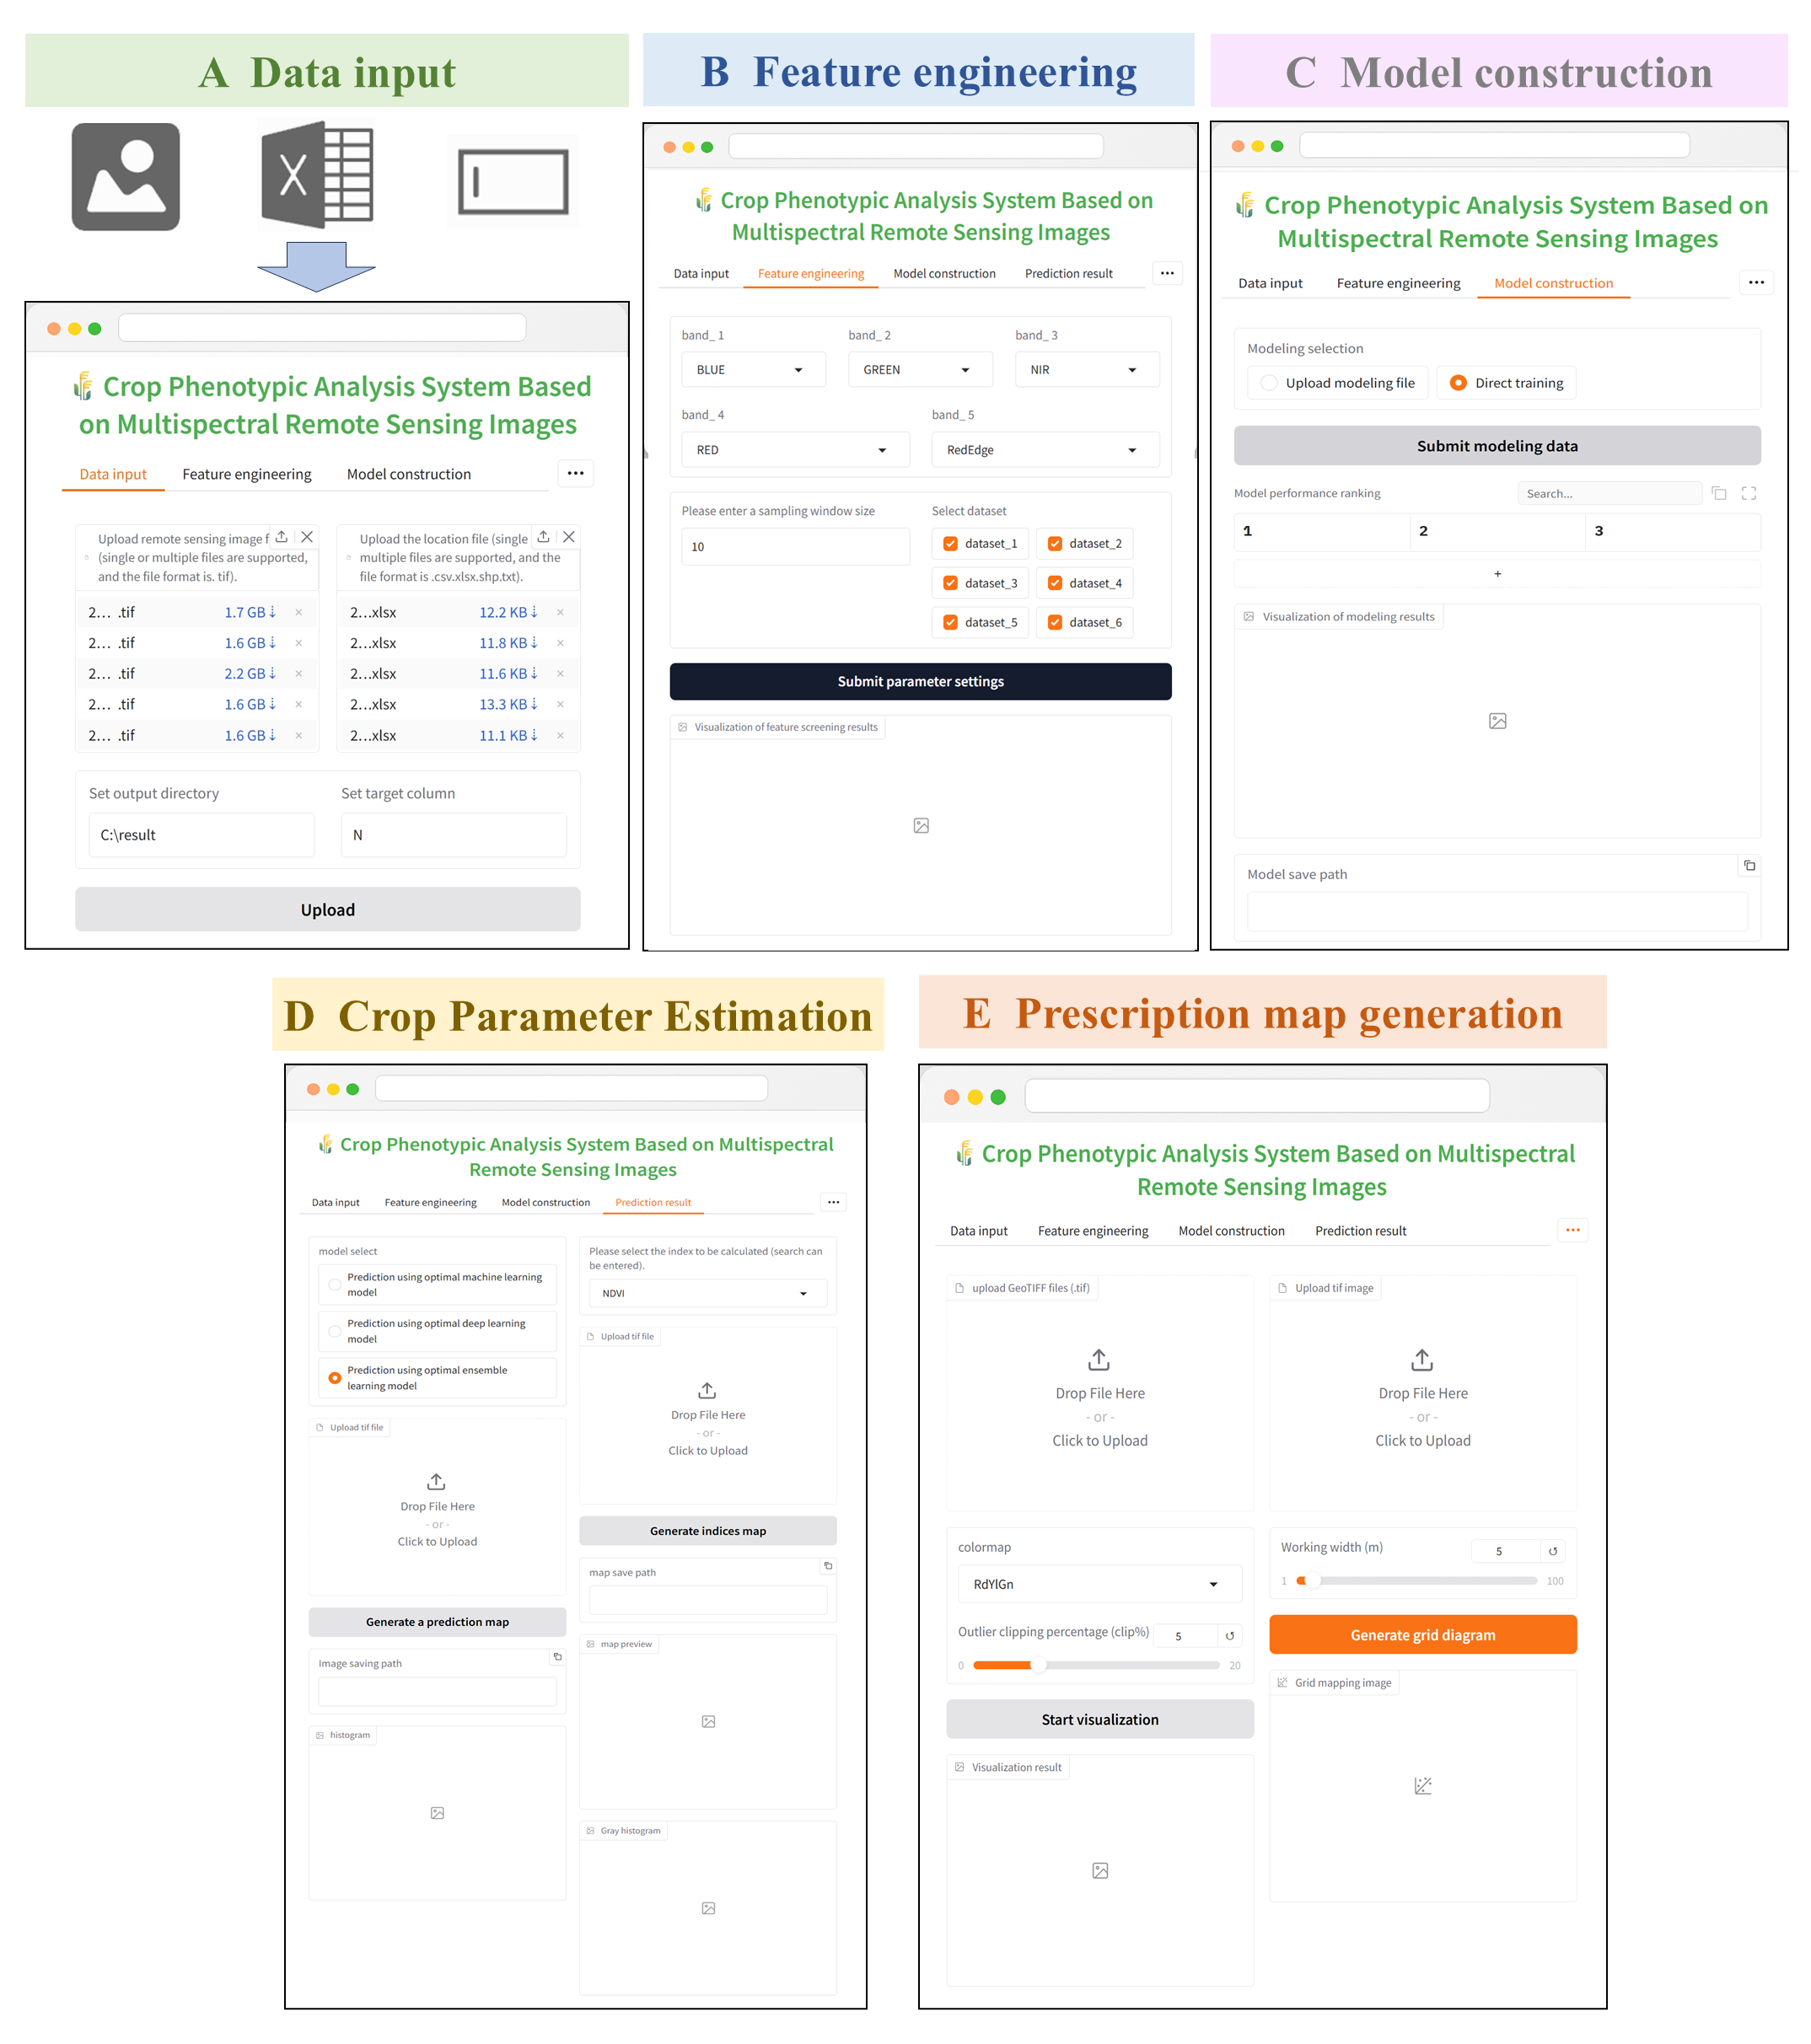 A Data input
X
Crop Phenotypic Analysis System Based
on Multispectral Remote Sensing Images
Data input Feature engineering Model construction
Upload remote sensing image f
(single or multiple files are supported,
and the file format is. tif).
Upload the location file (single
multiple files are supported, and the
file format is .csv.xlsx.shp.txt).
2... .tif 1.7 GB ⇣ ×
2... .tif 1.6 GB ⇣ ×
2... .tif 2.2 GB ⇣ ×
2... .tif 1.6 GB ⇣ ×
2... .tif 1.6 GB ⇣ ×
2...xlsx 12.2 KB ⇣ ×
2...xlsx 11.8 KB ⇣ ×
2...xlsx 11.6 KB ⇣ ×
2...xlsx 13.3 KB ⇣ ×
2...xlsx 11.1 KB ⇣ ×
Set output directory
C:\result
Set target column
N
Upload
B Feature engineering
Crop Phenotypic Analysis System Based on
Multispectral Remote Sensing Images
Data input Feature engineering Model construction Prediction result
band_ 1 band_ 2 band_ 3
BLUE GREEN NIR
band_ 4 band_ 5
RED RedEdge
Please enter a sampling window size
10
Select dataset
dataset_1 dataset_2
dataset_3 dataset_4
dataset_5 dataset_6
Submit parameter settings
Visualization of feature screening results
C Model construction
Crop Phenotypic Analysis System Based on
Multispectral Remote Sensing Images
Data input Feature engineering Model construction
Modeling selection
Upload modeling file Direct training
Submit modeling data
Model performance ranking Search...
1 2 3
+
Visualization of modeling results
Model save path
D Crop Parameter Estimation
Crop Phenotypic Analysis System Based on Multispectral
Remote Sensing Images
Data input Feature engineering Model construction Prediction result
model select
Prediction using optimal machine learning
model
Prediction using optimal deep learning
model
Prediction using optimal ensemble
learning model
Upload tif file
Drop File Here
- or -
Click to Upload
Generate a prediction map
Image saving path
histogram
Please select the index to be calculated (search can
be entered).
NDVI
Upload tif file
Drop File Here
- or -
Click to Upload
Generate indices map
map save path
map preview
Gray histogram
E Prescription map generation
Crop Phenotypic Analysis System Based on Multispectral
Remote Sensing Images
Data input Feature engineering Model construction Prediction result
upload GeoTIFF files (.tif)
Drop File Here
- or -
Click to Upload
colormap
RdYlGn
Outlier clipping percentage (clip%) 5
0 20
Start visualization
Visualization result
Upload tif image
Drop File Here
- or -
Click to Upload
Working width (m) 5
1 100
Generate grid diagram
Grid mapping image